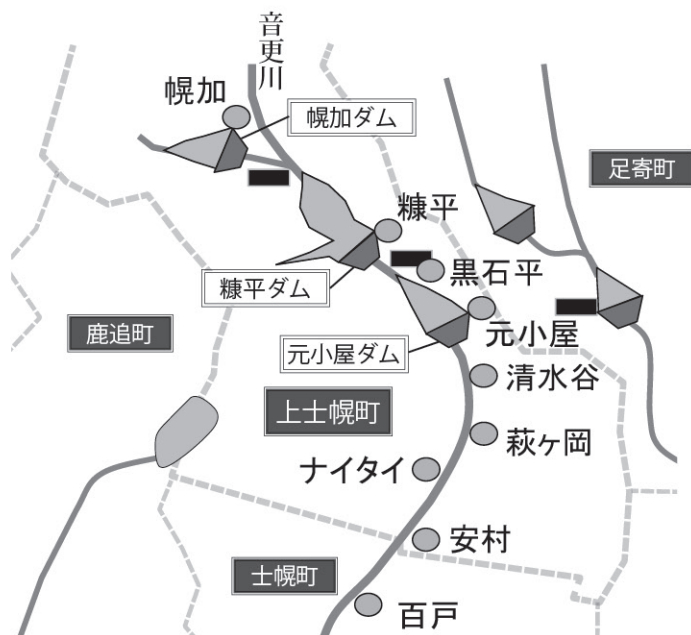 音更川
幌加
幌加ダム
足寄町
糠平
黒石平
糠平ダム
元小屋
鹿追町
元小屋ダム
清水谷
上士幌町
萩ヶ岡
ナイタイ
安村
士幌町
百戸